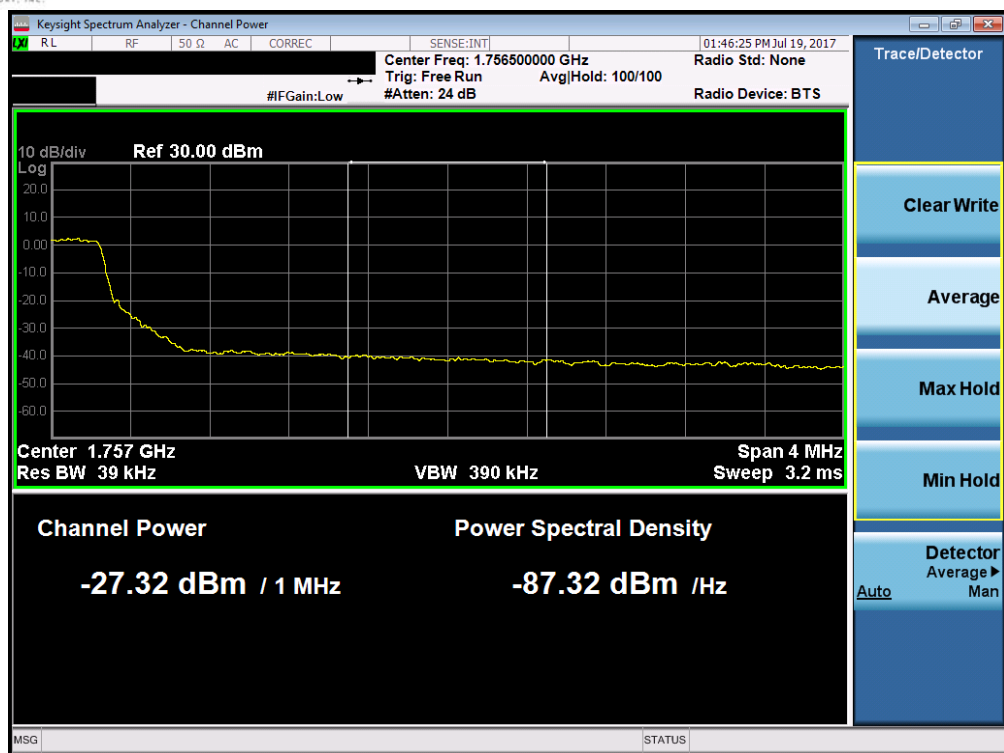 Keysight Spectrum Analyzer - Channel Power
LXI RL RF 50 Ω AC CORREC SENSE:INT 01:46:25 PM Jul 19, 2017
Center Freq: 1.756500000 GHz Radio Std: None
Trig: Free Run Avg|Hold: 100/100
#IFGain:Low #Atten: 24 dB Radio Device: BTS
10 dB/div Ref 30.00 dBm
Log
20.0
10.0
0.00
-10.0
-20.0
-30.0
-40.0
-50.0
-60.0
Center 1.757 GHz Span 4 MHz
Res BW 39 kHz VBW 390 kHz Sweep 3.2 ms
Channel Power Power Spectral Density
-27.32 dBm / 1 MHz -87.32 dBm /Hz
MSG STATUS
Trace/Detector
Clear Write
Average
Max Hold
Min Hold
Detector
Average▶
Auto Man